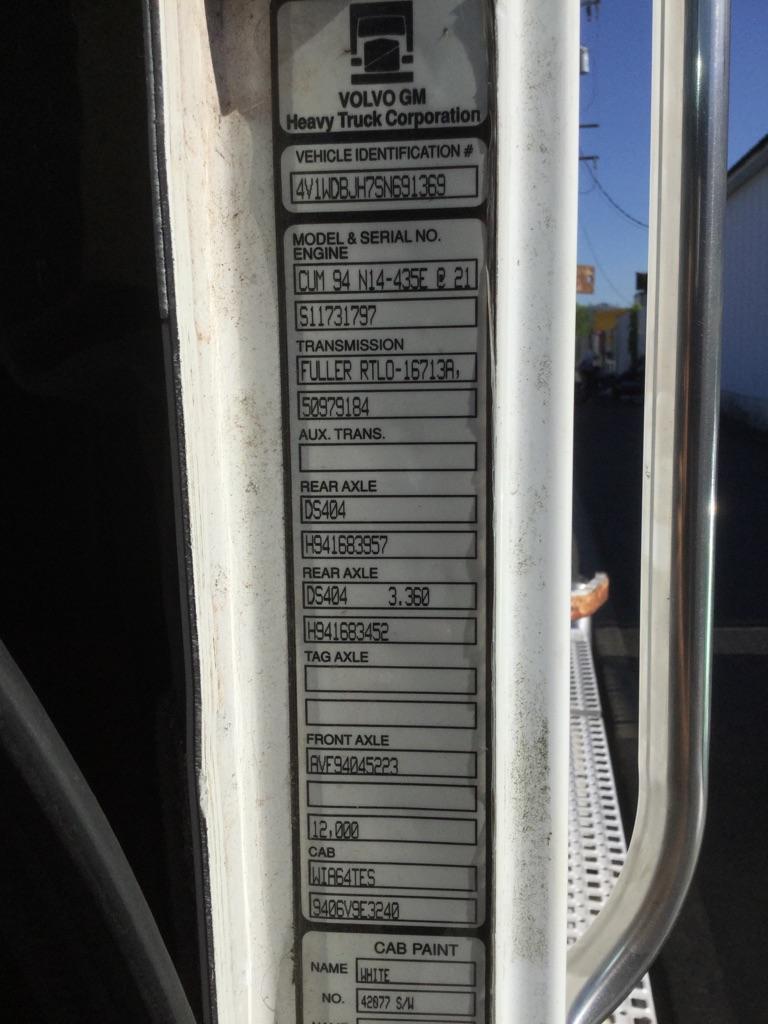 VOLVO GM
Heavy Truck Corporation
VEHICLE IDENTIFICATION #
4V1WDBJH7SN691369
MODEL & SERIAL NO.
ENGINE
CUM 94 N14-435E @ 21
S11731797
TRANSMISSION
FULLER RTLO-16713A,
S0979184
AUX. TRANS.
REAR AXLE
DS404
H941683957
REAR AXLE
DS404 3.360
H941683452
TAG AXLE
FRONT AXLE
AVF94045223
12,000
CAB
WIA64TES
9406V9E3240
CAB PAINT
NAME WHITE
NO. 42877 S/W